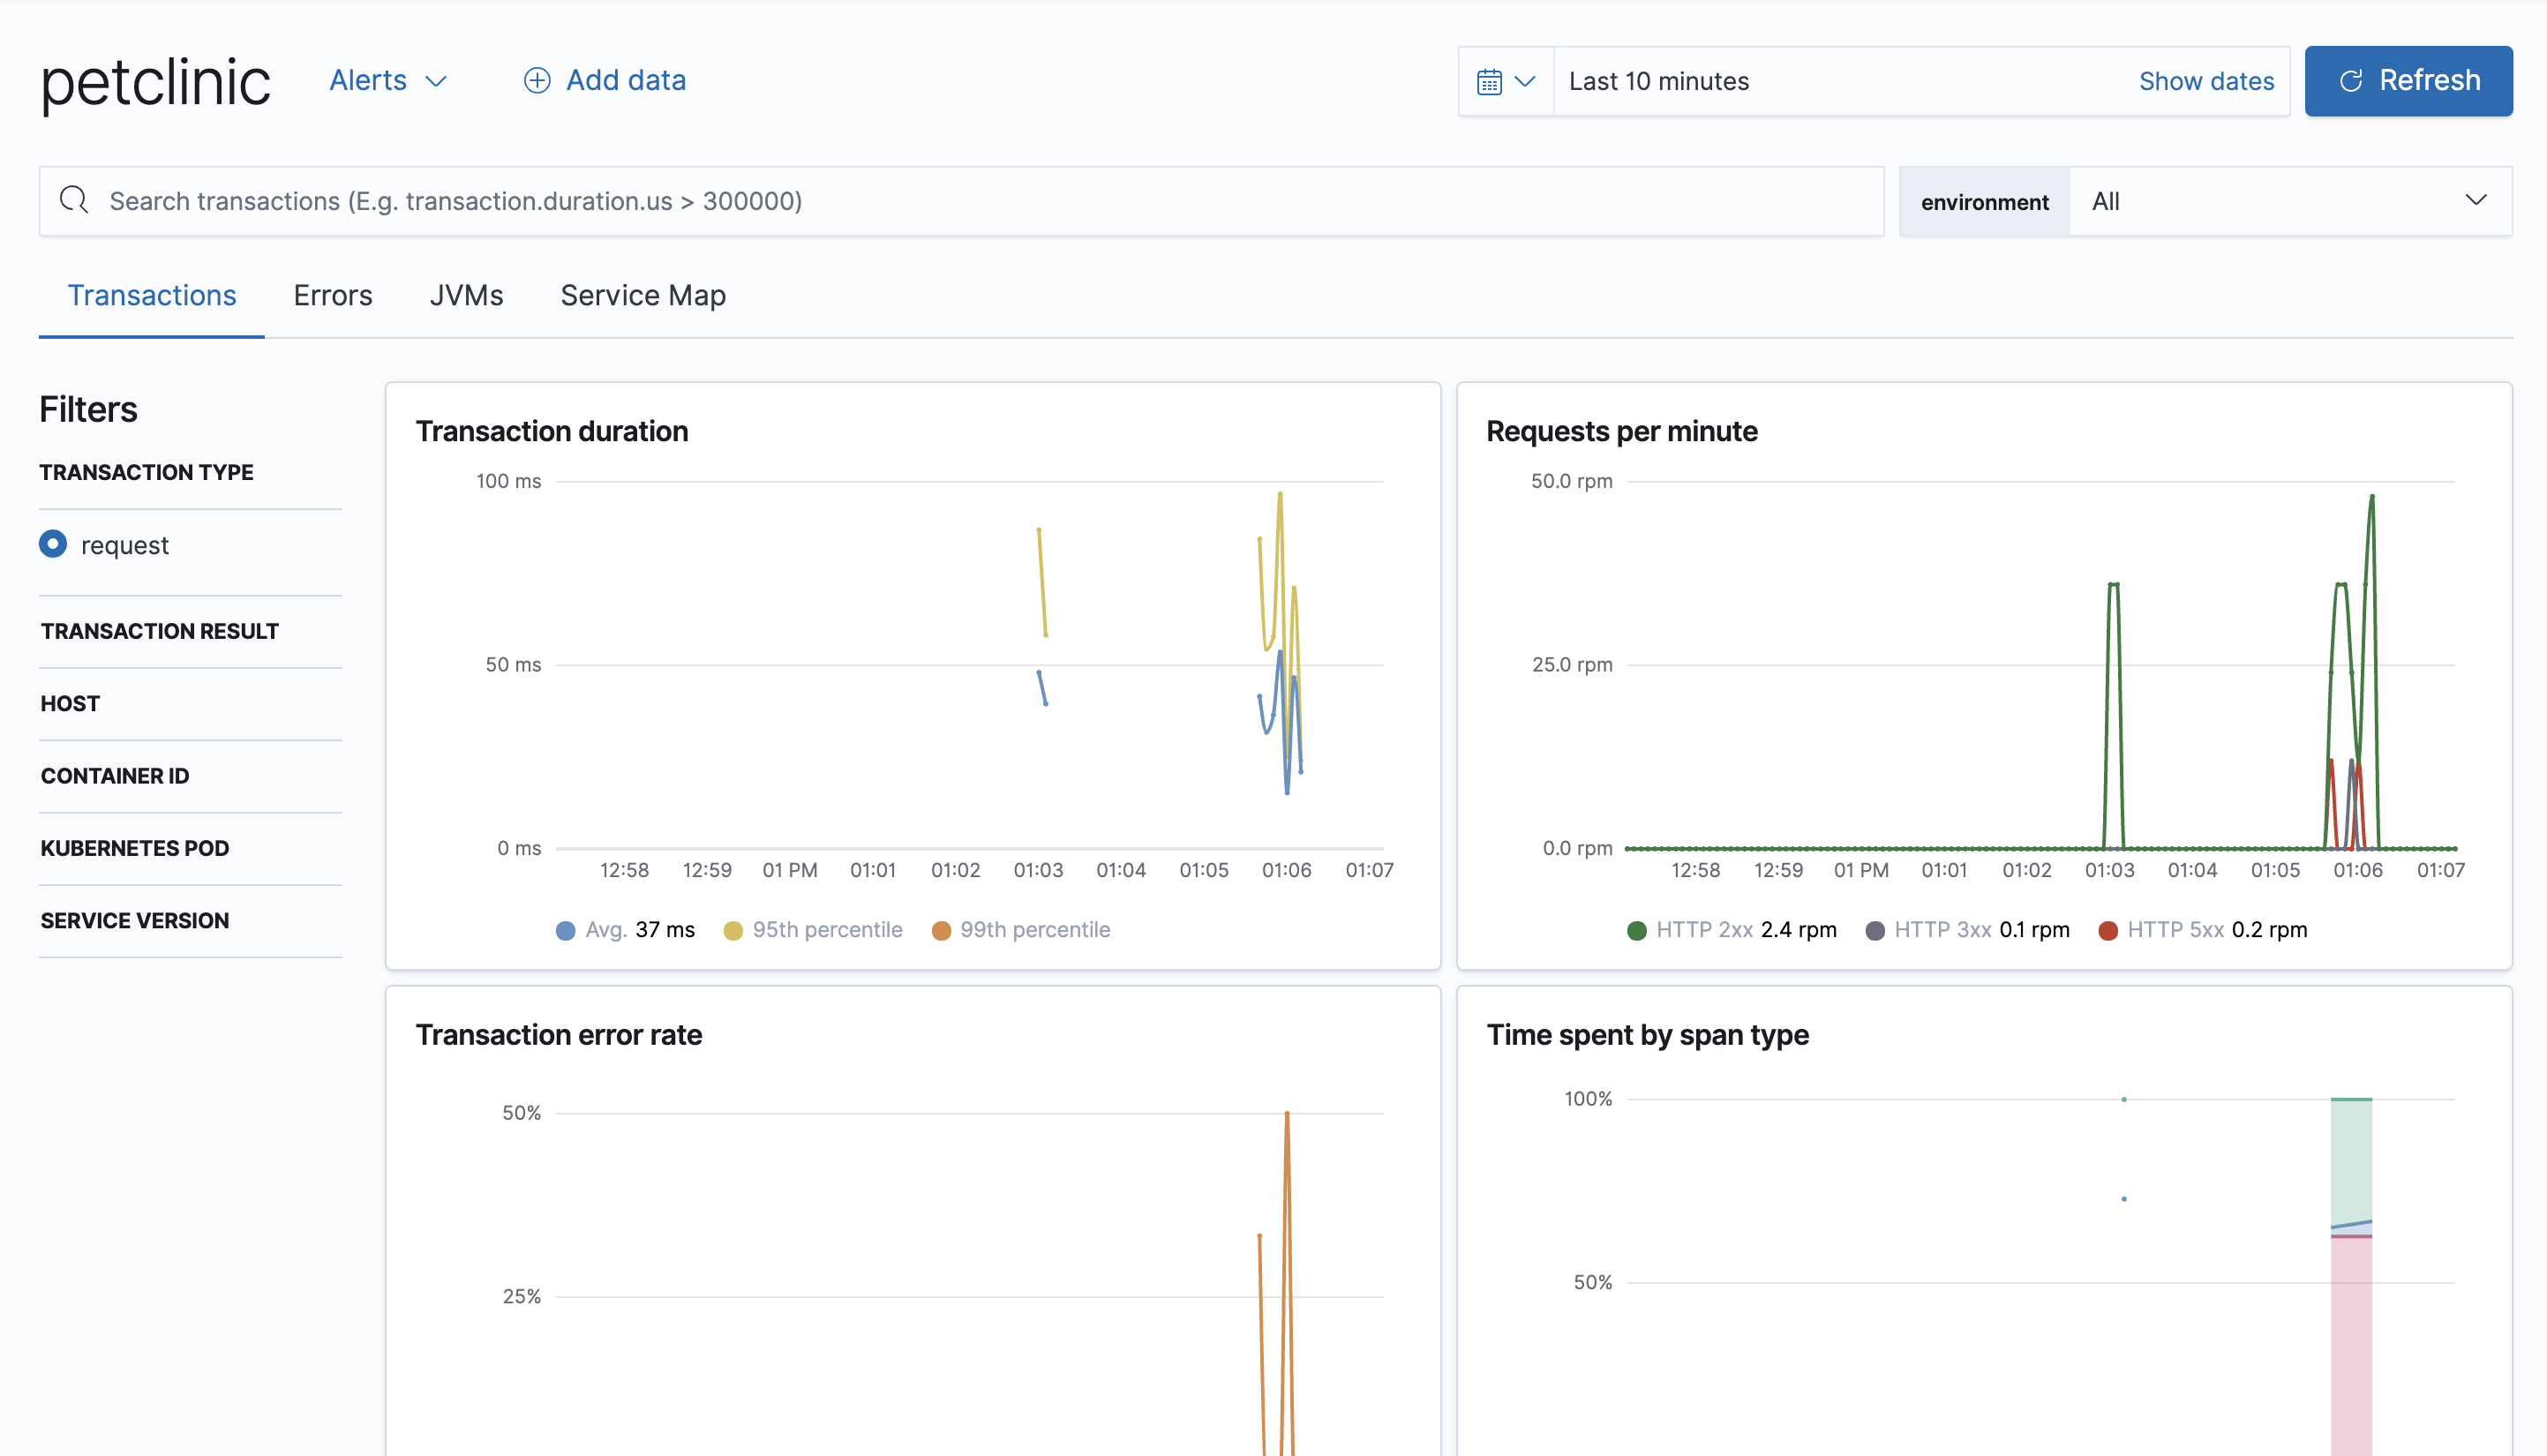 petclinic Alerts Add data Last 10 minutes Show dates Refresh
Search transactions (E.g. transaction.duration.us > 300000) environment All
Transactions Errors JVMs Service Map
Filters
TRANSACTION TYPE
request
TRANSACTION RESULT
HOST
CONTAINER ID
KUBERNETES POD
SERVICE VERSION
Transaction duration
100 ms
50 ms
0 ms
12:58 12:59 01 PM 01:01 01:02 01:03 01:04 01:05 01:06 01:07
Avg. 37 ms 95th percentile 99th percentile
Requests per minute
50.0 rpm
25.0 rpm
0.0 rpm
12:58 12:59 01 PM 01:01 01:02 01:03 01:04 01:05 01:06 01:07
HTTP 2xx 2.4 rpm HTTP 3xx 0.1 rpm HTTP 5xx 0.2 rpm
Transaction error rate
50%
25%
Time spent by span type
100%
50%